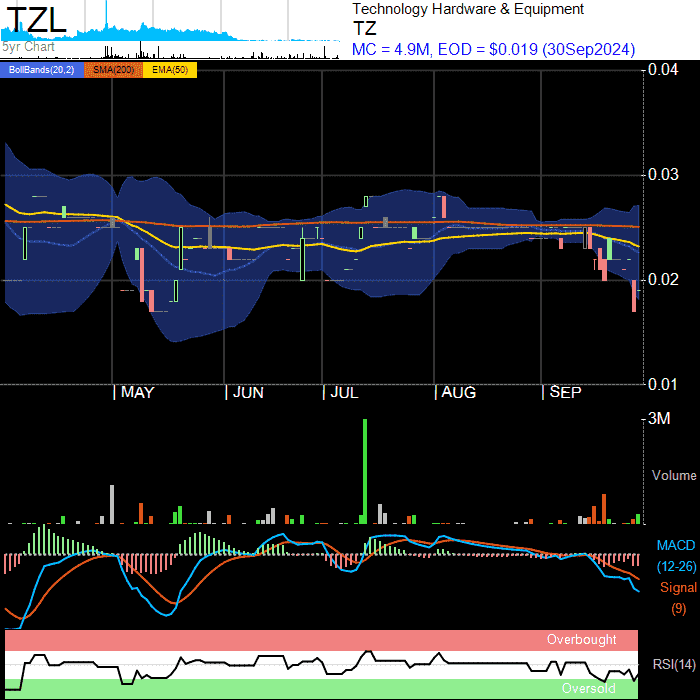 TZL
5yr Chart
Technology Hardware & Equipment
TZ
MC = 4.9M, EOD = $0.019 (30Sep2024)
BollBands(20,2) SMA(200) EMA(50)
0.04
0.03
0.02
0.01
MAY JUN JUL AUG SEP
3M
Volume
MACD
(12-26)
Signal
(9)
Overbought
RSI(14)
Oversold